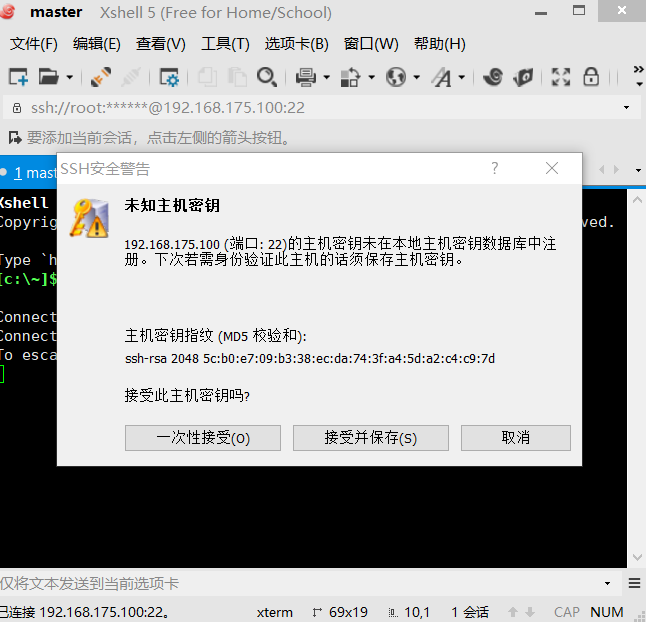 master Xshell 5 (Free for Home/School)
文件(F) 编辑(E) 查看(V) 工具(T) 选项卡(B) 窗口(W) 帮助(H)
ssh://root:******@192.168.175.100:22
要添加当前会话，点击左侧的箭头按钮。
1 mast
SSH安全警告
未知主机密钥
192.168.175.100 (端口: 22)的主机密钥未在本地主机密钥数据库中注
册。下次若需身份验证此主机的话须保存主机密钥。
主机密钥指纹 (MD5 校验和):
ssh-rsa 2048 5c:b0:e7:09:b3:38:ec:da:74:3f:a4:5d:a2:c4:c9:7d
接受此主机密钥吗?
一次性接受(O) 接受并保存(S) 取消
Xshell
Copyrig ved.
Type `h
[c:\~]$
Connect
Connect
To esca
仅将文本发送到当前选项卡
已连接 192.168.175.100:22。 xterm 69x19 10,1 1 会话 CAP NUM